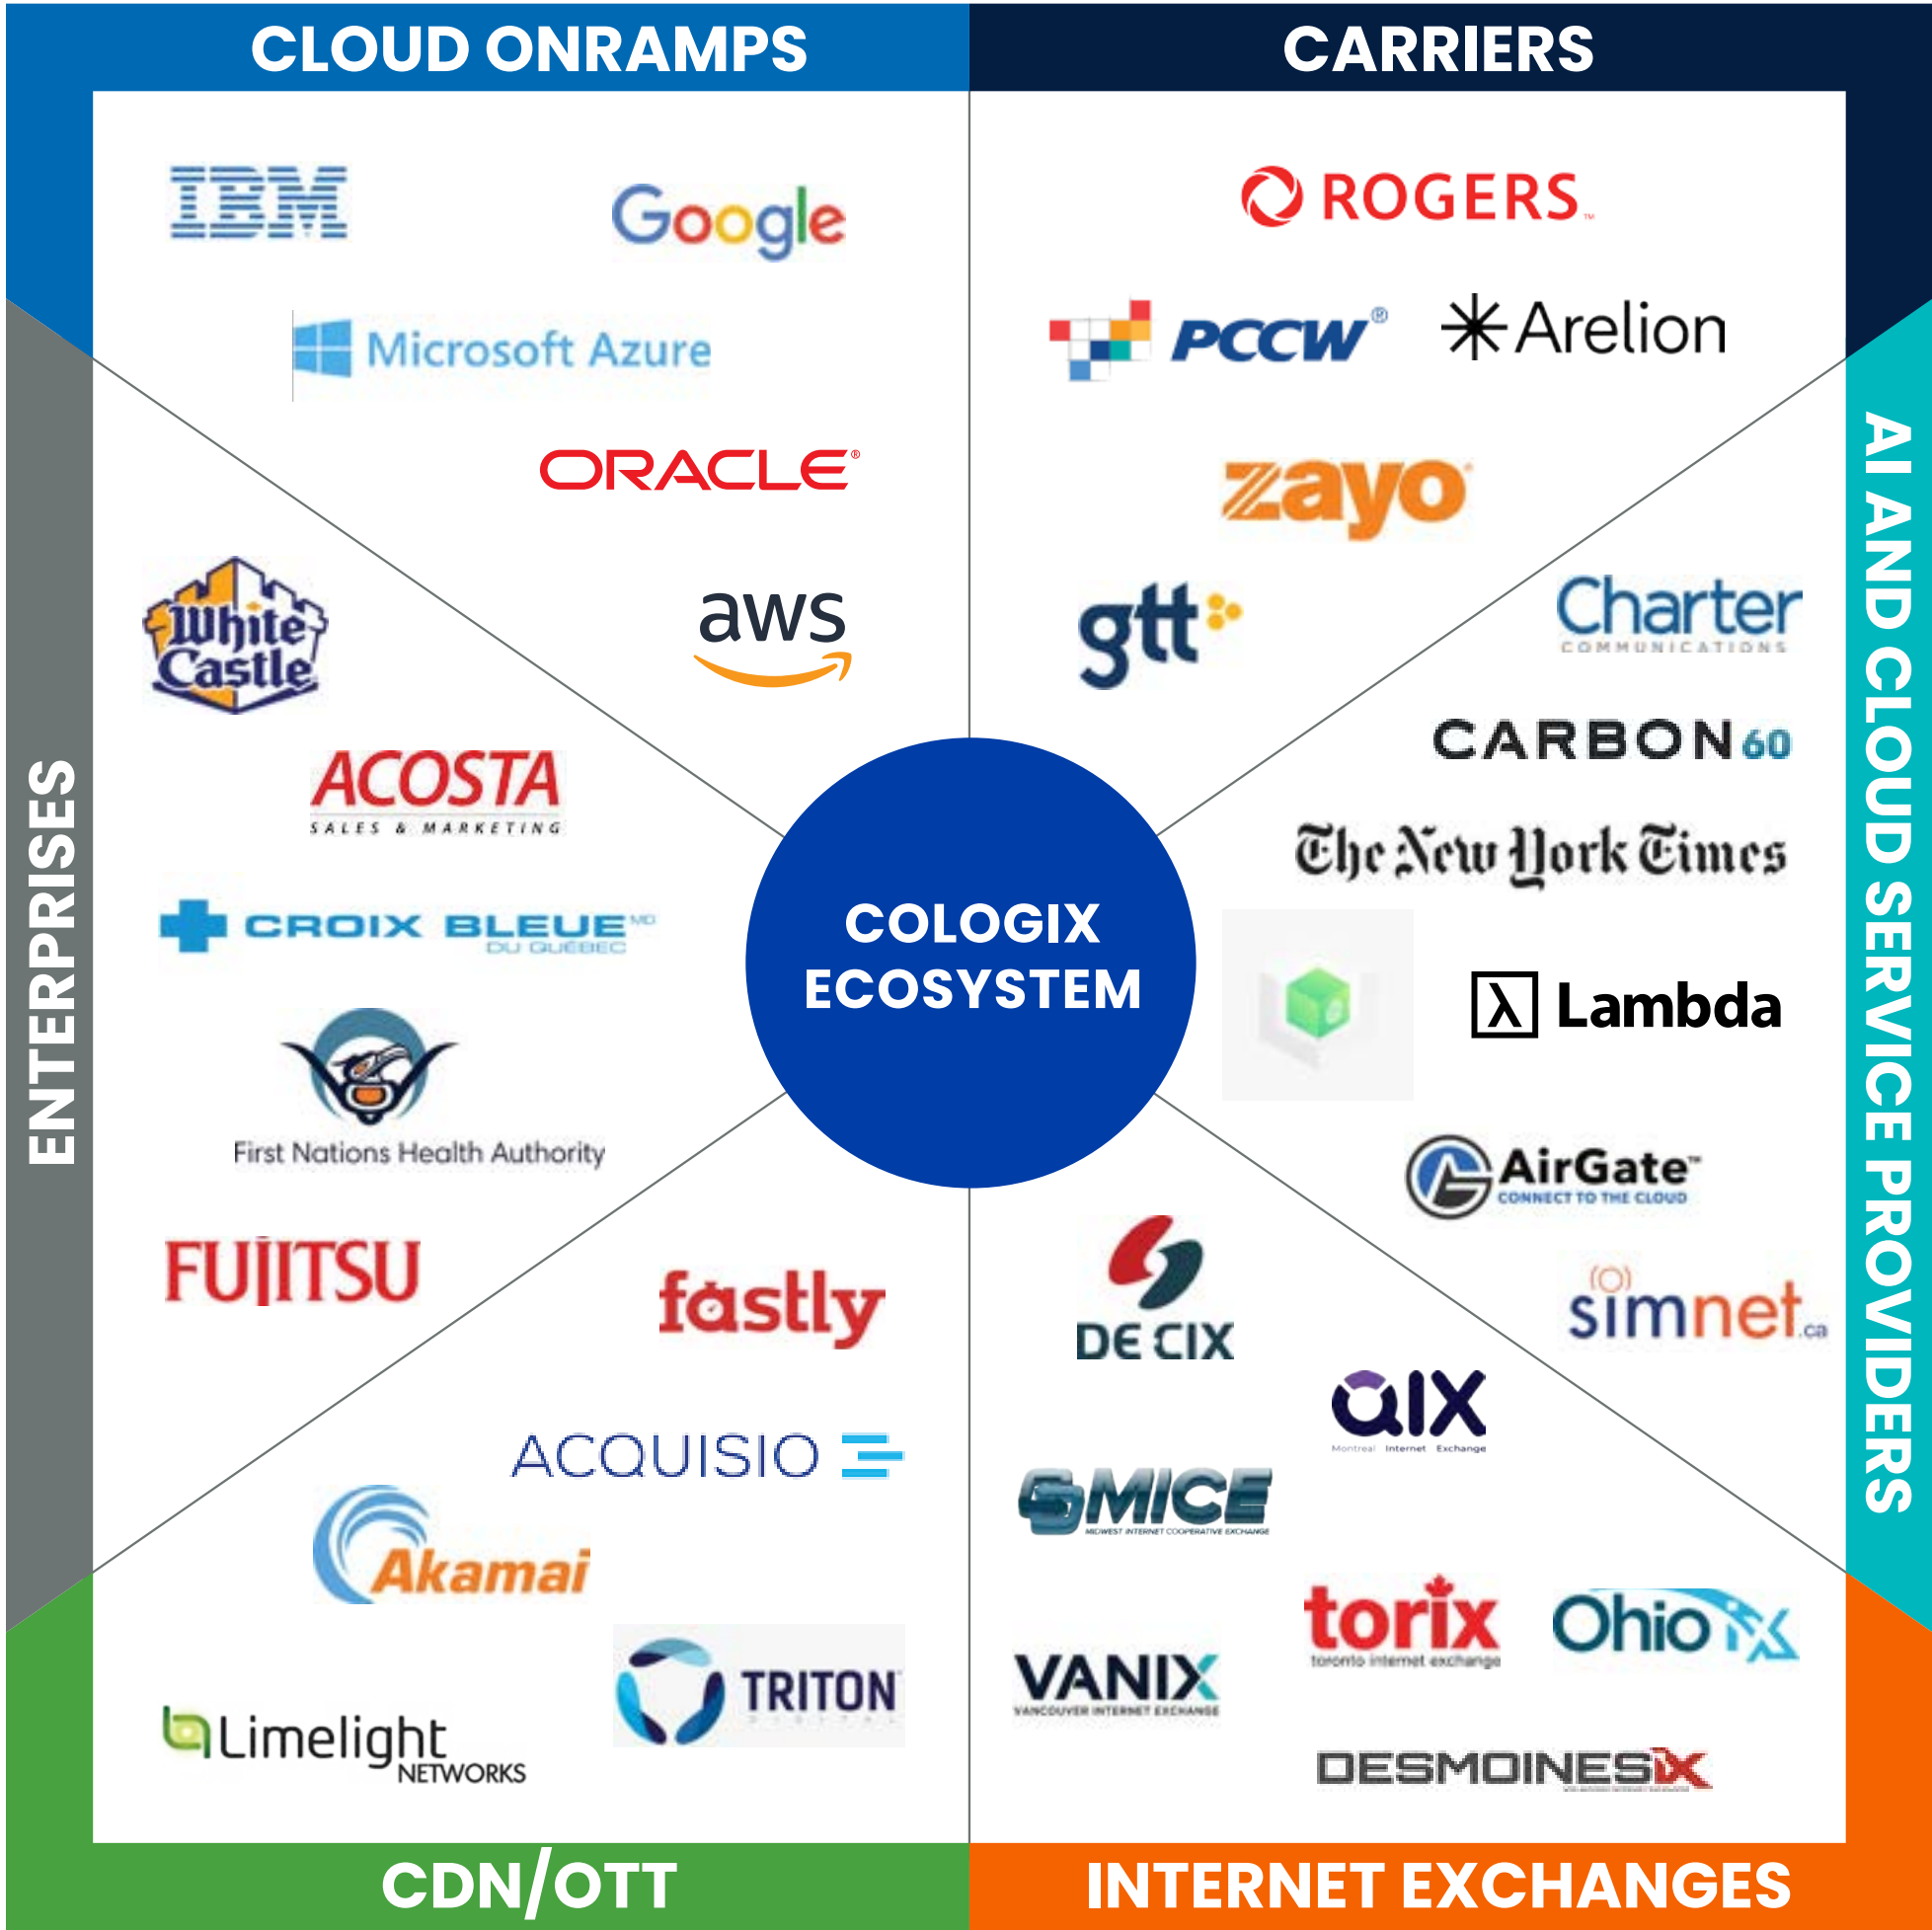 CLOUD ONRAMPS
CARRIERS
IBM
Google
Microsoft Azure
ORACLE®
aws
ROGERS™
PCCW®
Arelion
zayo
gtt
ENTERPRISES
White
Castle
ACOSTA
SALES & MARKETING
CROIX BLEUE MD
DU QUÉBEC
First Nations Health Authority
FUJITSU
COLOGIX
ECOSYSTEM
AI AND CLOUD SERVICE PROVIDERS
Charter
COMMUNICATIONS
CARBON60
The New York Times
Lambda
AirGate™
CONNECT TO THE CLOUD
simnet.ca
fastly
ACQUISIO
Akamai
TRITON
DIGITAL
Limelight
NETWORKS
DE CIX
QIX
Montreal Internet Exchange
MICE
MIDWEST INTERNET COOPERATIVE EXCHANGE
torix
toronto internet exchange
Ohio IX
VANIX
VANCOUVER INTERNET EXCHANGE
DESMOINESIX
CDN/OTT
INTERNET EXCHANGES